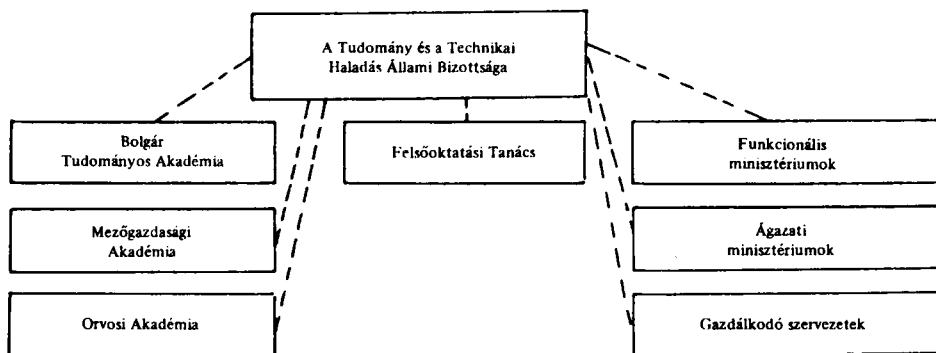 A Tudomány és a Technikai
Haladás Állami Bizottsága
Bolgár
Tudományos Akadémia
Felsőoktatási Tanács
Funkcionális
minisztériumok
Mezőgazdasági
Akadémia
Ágazati
minisztériumok
Orvosi Akadémia
Gazdálkodó szervezetek